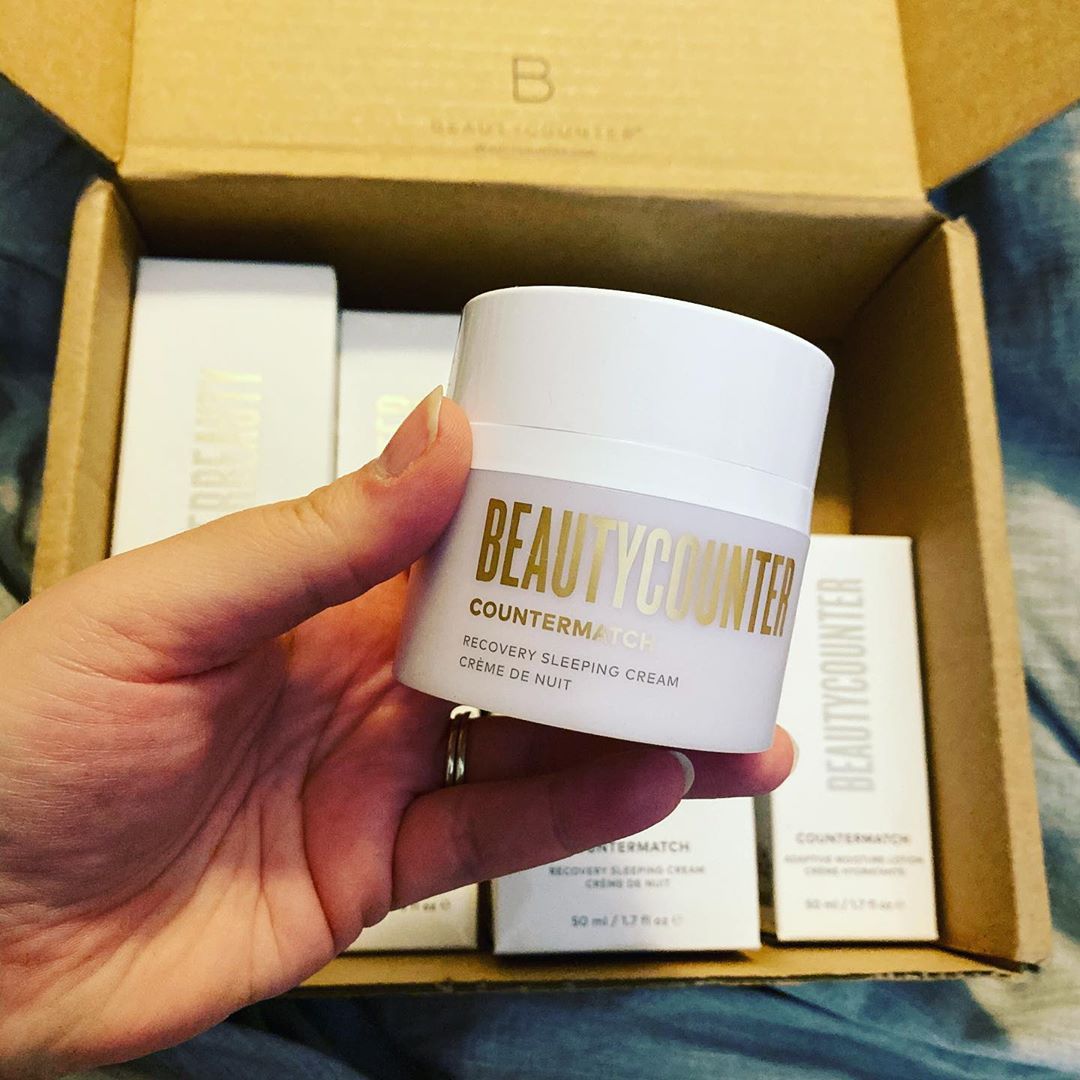 B
BEAUTYCOUNTER
BEAUTYCOUNTER
COUNTERMATCH
RECOVERY SLEEPING CREAM
CRÈME DE NUIT
RECOVERY SLEEPING CREAM
CRÈME DE NUIT
50 ml / 1.7 fl oz ℮
BEAUTYCOUNTER
COUNTERMATCH
ADAPTIVE MOISTURE LOTION
CRÈME HYDRATANTE
50 ml / 1.7 fl oz ℮